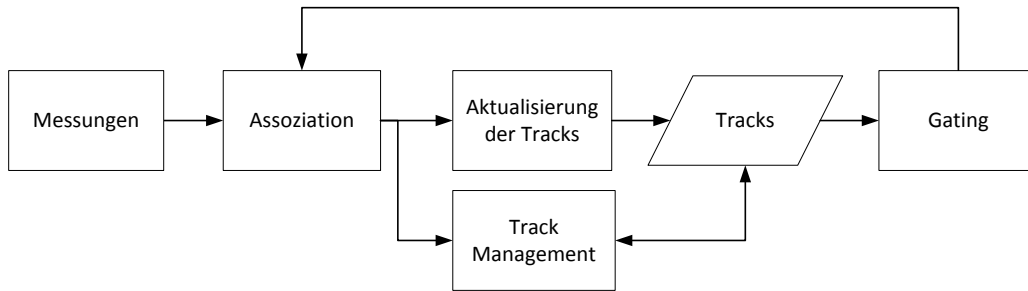 Messungen
Assoziation
Aktualisierung
der Tracks
Tracks
Gating
Track
Management